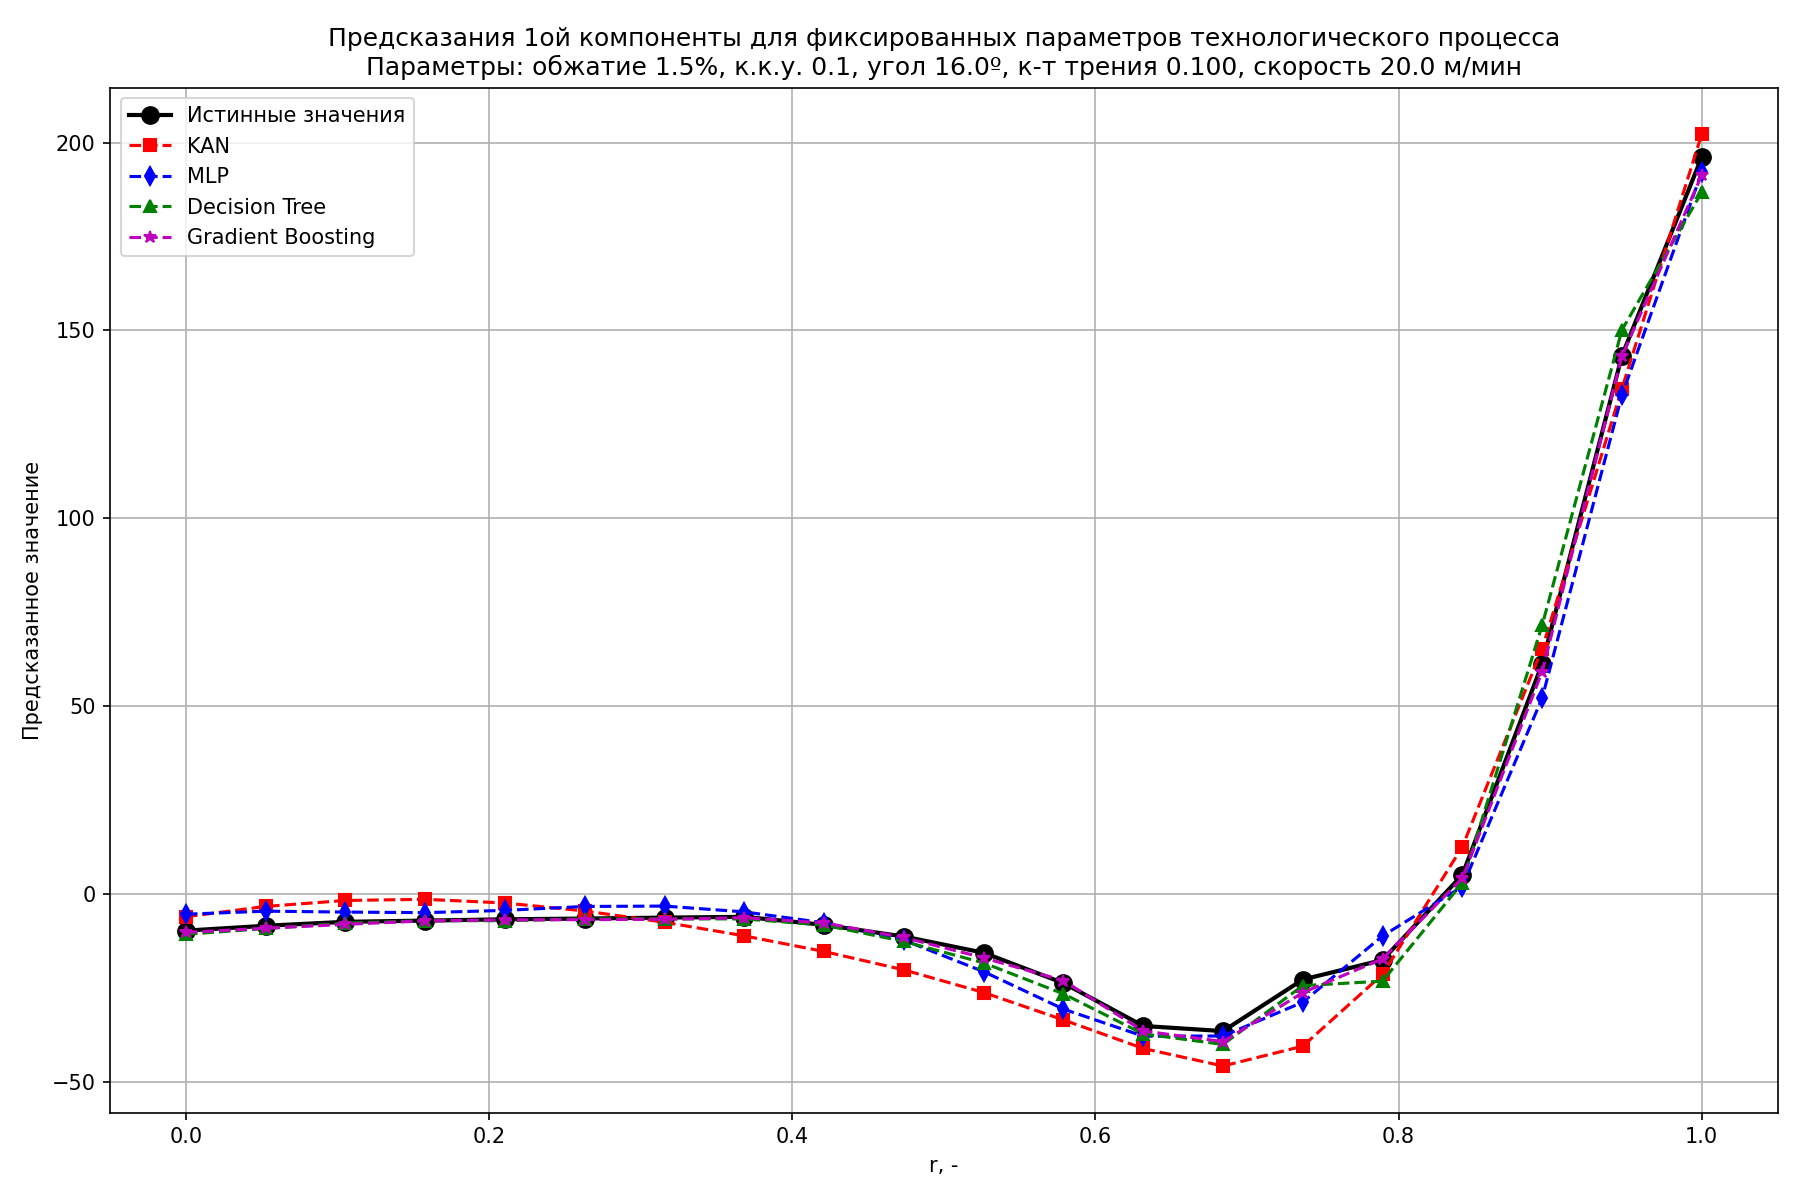 Предсказания 1ой компоненты для фиксированных параметров технологического процесса
Параметры: обжатие 1.5%, к.к.у. 0.1, угол 16.0º, к-т трения 0.100, скорость 20.0 м/мин
Истинные значения
KAN
MLP
Decision Tree
Gradient Boosting
Предсказанное значение
200
150
100
50
0
−50
0.0
0.2
0.4
0.6
0.8
1.0
r, -